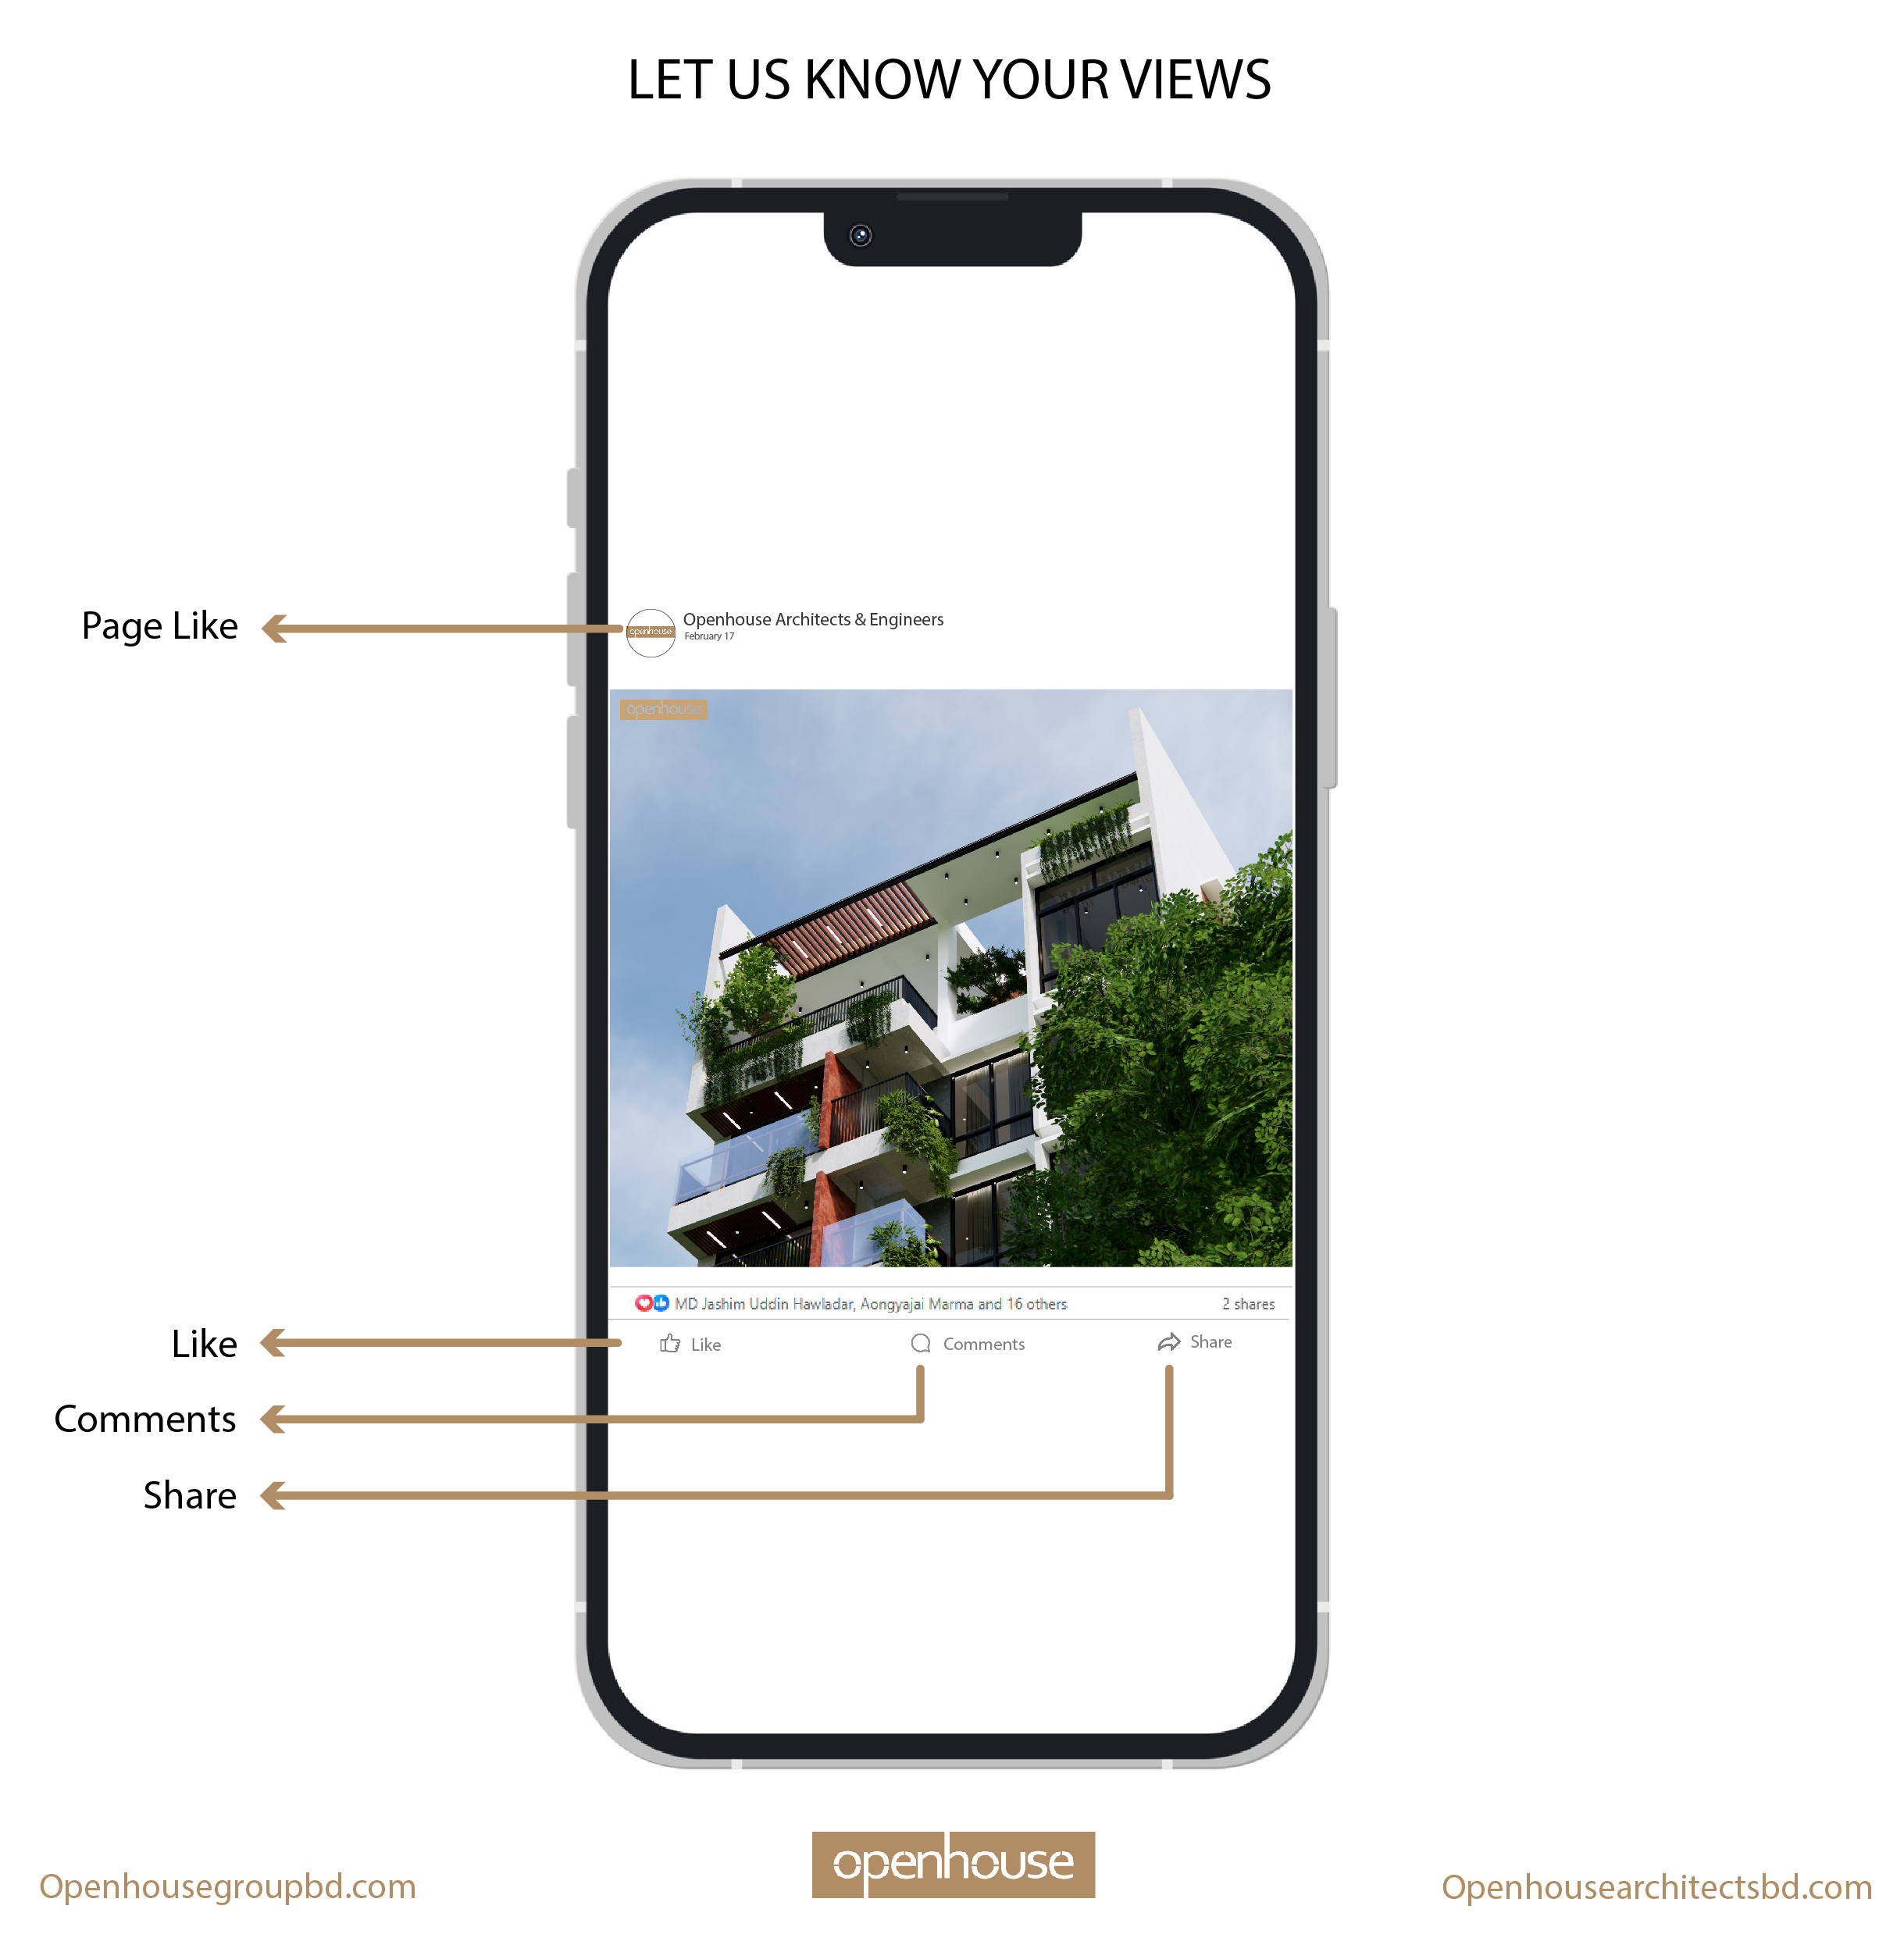 LET US KNOW YOUR VIEWS
Page Like
openhouse
Openhouse Architects & Engineers
February 17
openhouse
MD Jashim Uddin Hawladar, Aongyajai Marma and 16 others
2 shares
Like
Like
Comments
Share
Comments
Share
openhouse
Openhousegroupbd.com
Openhousearchitectsbd.com